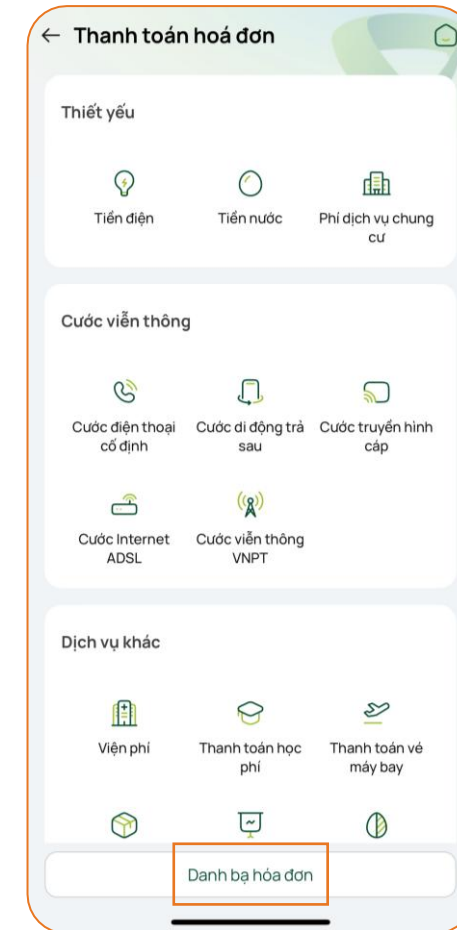 ← Thanh toán hoá đơn
Thiết yếu
Tiền điện
Tiền nước
Phí dịch vụ chung
cư
Cước viễn thông
Cước điện thoại
cố định
Cước di động trả
sau
Cước truyền hình
cáp
Cước Internet
ADSL
Cước viễn thông
VNPT
Dịch vụ khác
Viện phí
Thanh toán học
phí
Thanh toán vé
máy bay
Danh bạ hóa đơn